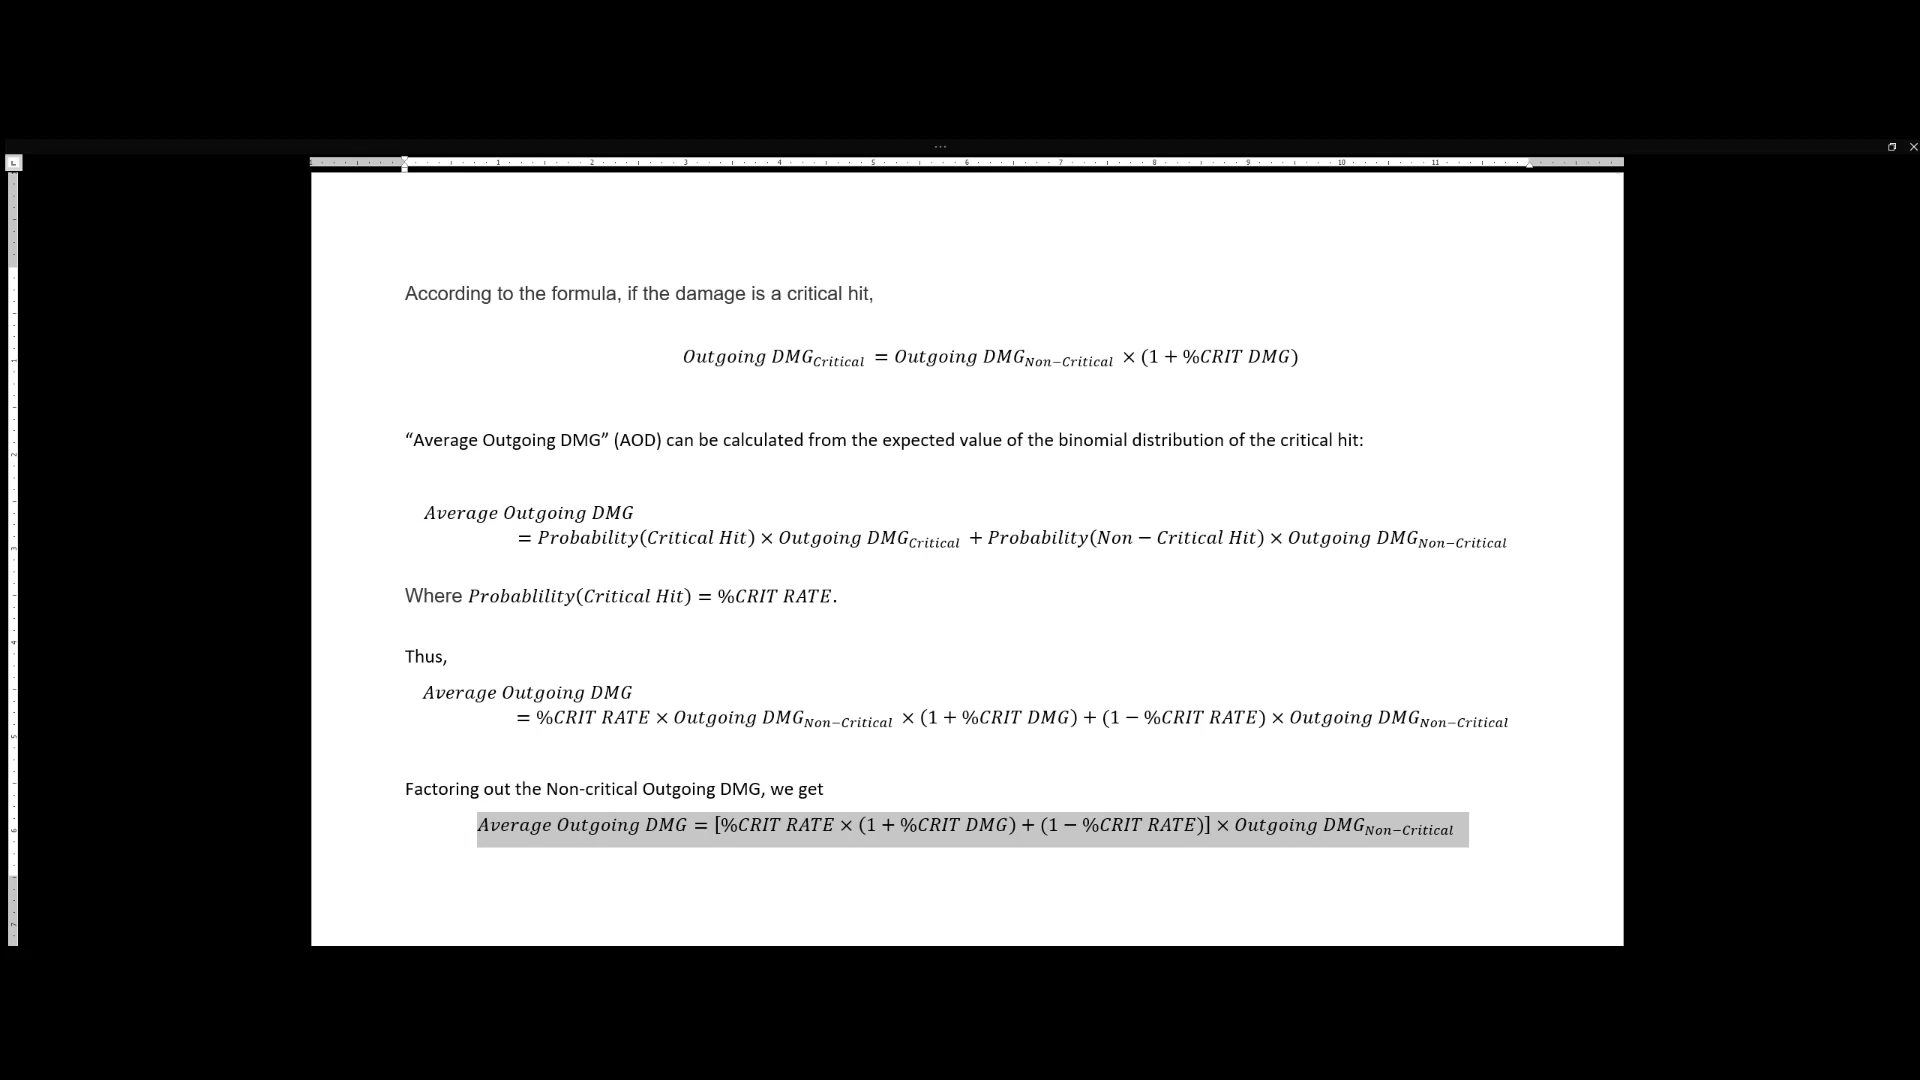 According to the formula, if the damage is a critical hit,
Outgoing DMG_Critical = Outgoing DMG_Non−Critical × (1 + %CRIT DMG)
“Average Outgoing DMG” (AOD) can be calculated from the expected value of the binomial distribution of the critical hit:
Average Outgoing DMG
= Probability(Critical Hit) × Outgoing DMG_Critical + Probability(Non − Critical Hit) × Outgoing DMG_Non−Critical
Where Probablility(Critical Hit) = %CRIT RATE.
Thus,
Average Outgoing DMG
= %CRIT RATE × Outgoing DMG_Non−Critical × (1 + %CRIT DMG) + (1 − %CRIT RATE) × Outgoing DMG_Non−Critical
Factoring out the Non-critical Outgoing DMG, we get
Average Outgoing DMG = [%CRIT RATE × (1 + %CRIT DMG) + (1 − %CRIT RATE)] × Outgoing DMG_Non−Critical